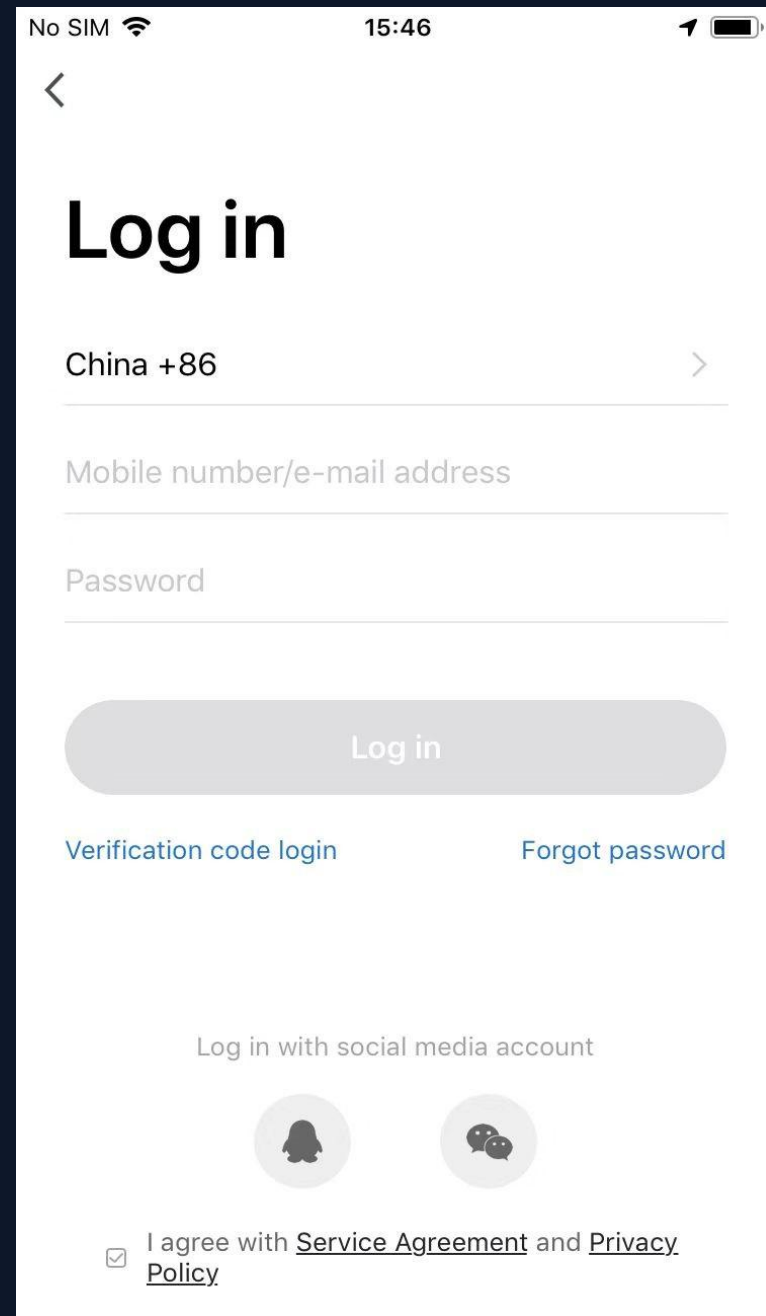 No SIM 15:46
Log in
China +86
Mobile number/e-mail address
Password
Log in
Verification code login Forgot password
Log in with social media account
I agree with Service Agreement and Privacy
Policy